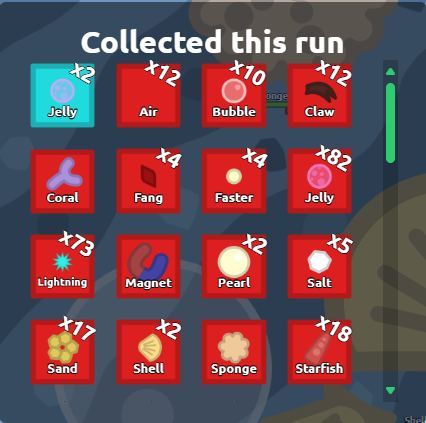 Collected this run
x2 x12 x10 x12
Jelly Air Bubble Claw
x4 x4 x82
Coral Fang Faster Jelly
x73 x2 x5
Lightning Magnet Pearl Salt
x17 x2 x18
Sand Shell Sponge Starfish
Shell